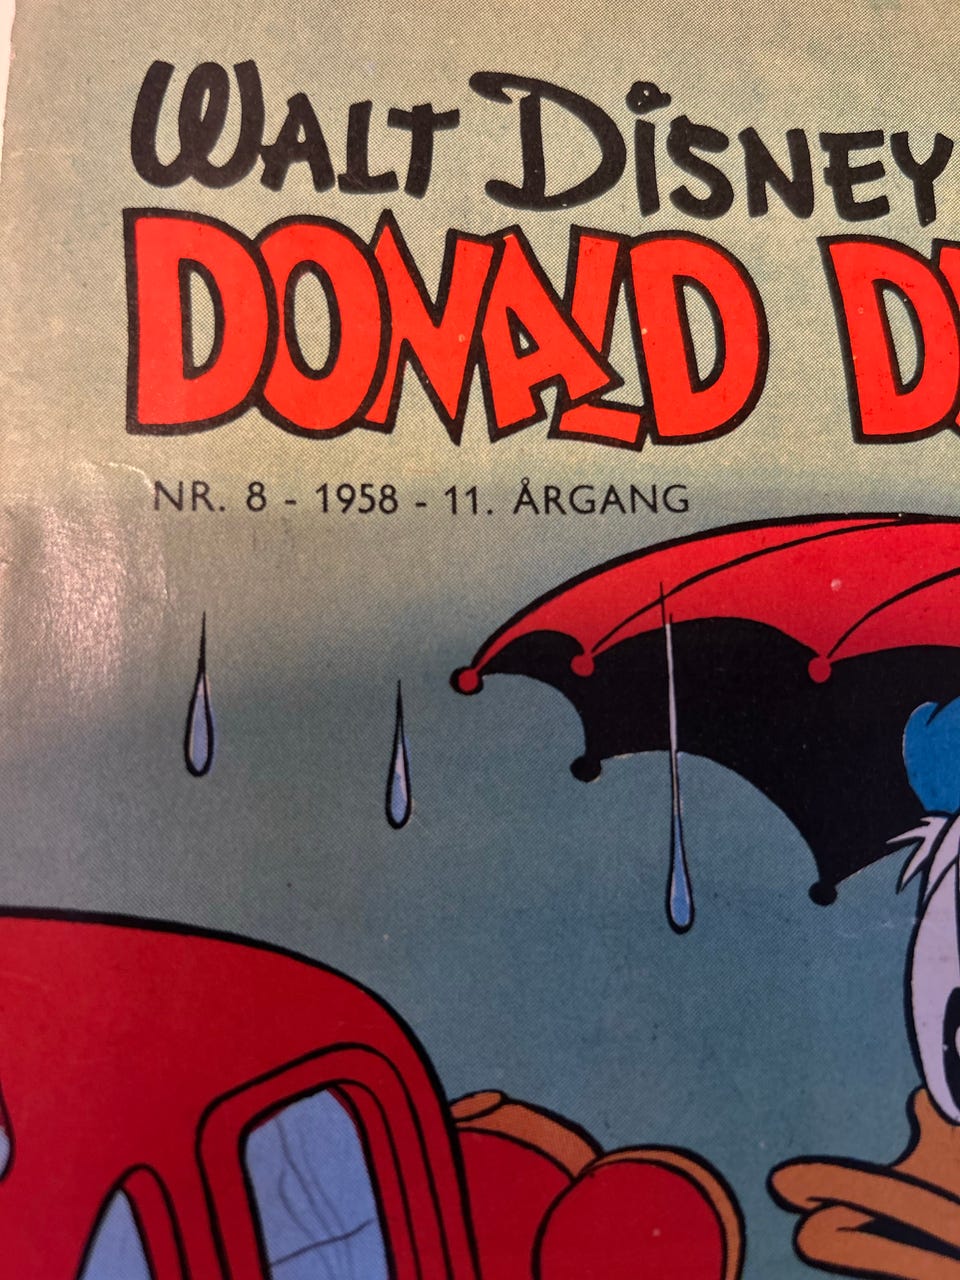 WALT DISNEY
DONALD D
NR. 8 - 1958 - 11. ÅRGANG